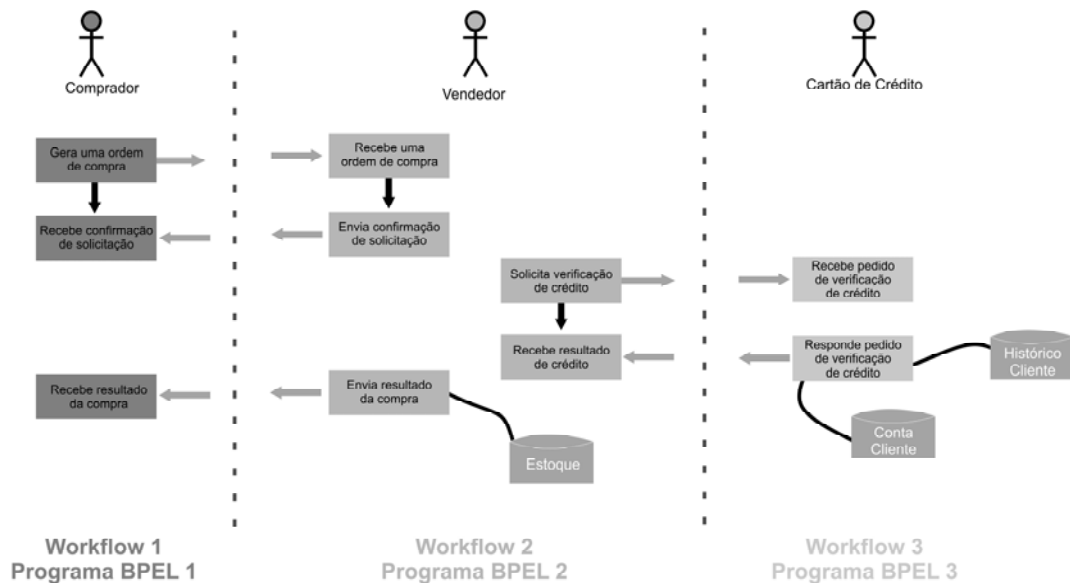 Comprador
Vendedor
Cartão de Crédito
Gera uma ordem
de compra
Recebe uma
ordem de compra
Recebe confirmação
de solicitação
Envia confirmação
de solicitação
Solicita verificação
de crédito
Recebe pedido
de verificação
de crédito
Recebe resultado
de crédito
Responde pedido
de verificação
de crédito
Histórico
Cliente
Recebe resultado
da compra
Envia resultado
da compra
Estoque
Conta
Cliente
Workflow 1
Programa BPEL 1
Workflow 2
Programa BPEL 2
Workflow 3
Programa BPEL 3